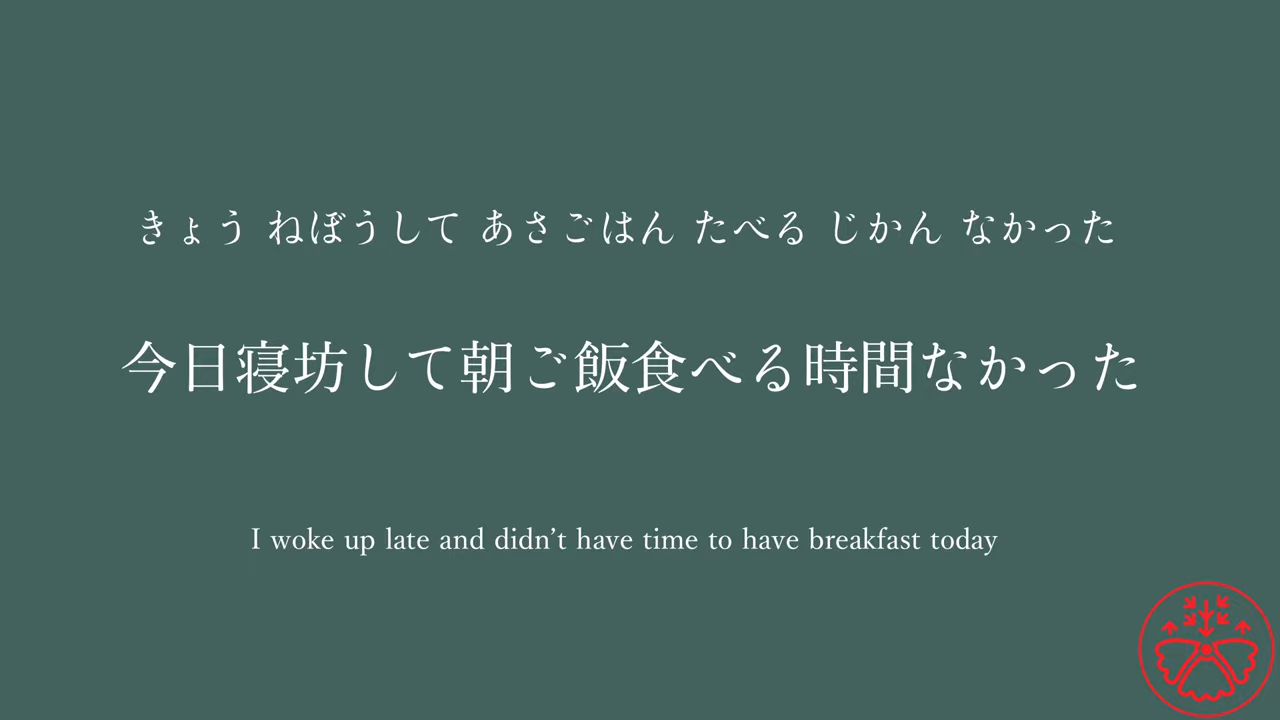 きょう ねぼうして あさごはん たべる じかん なかった
今日寝坊して朝ご飯食べる時間なかった
I woke up late and didn’t have time to have breakfast today